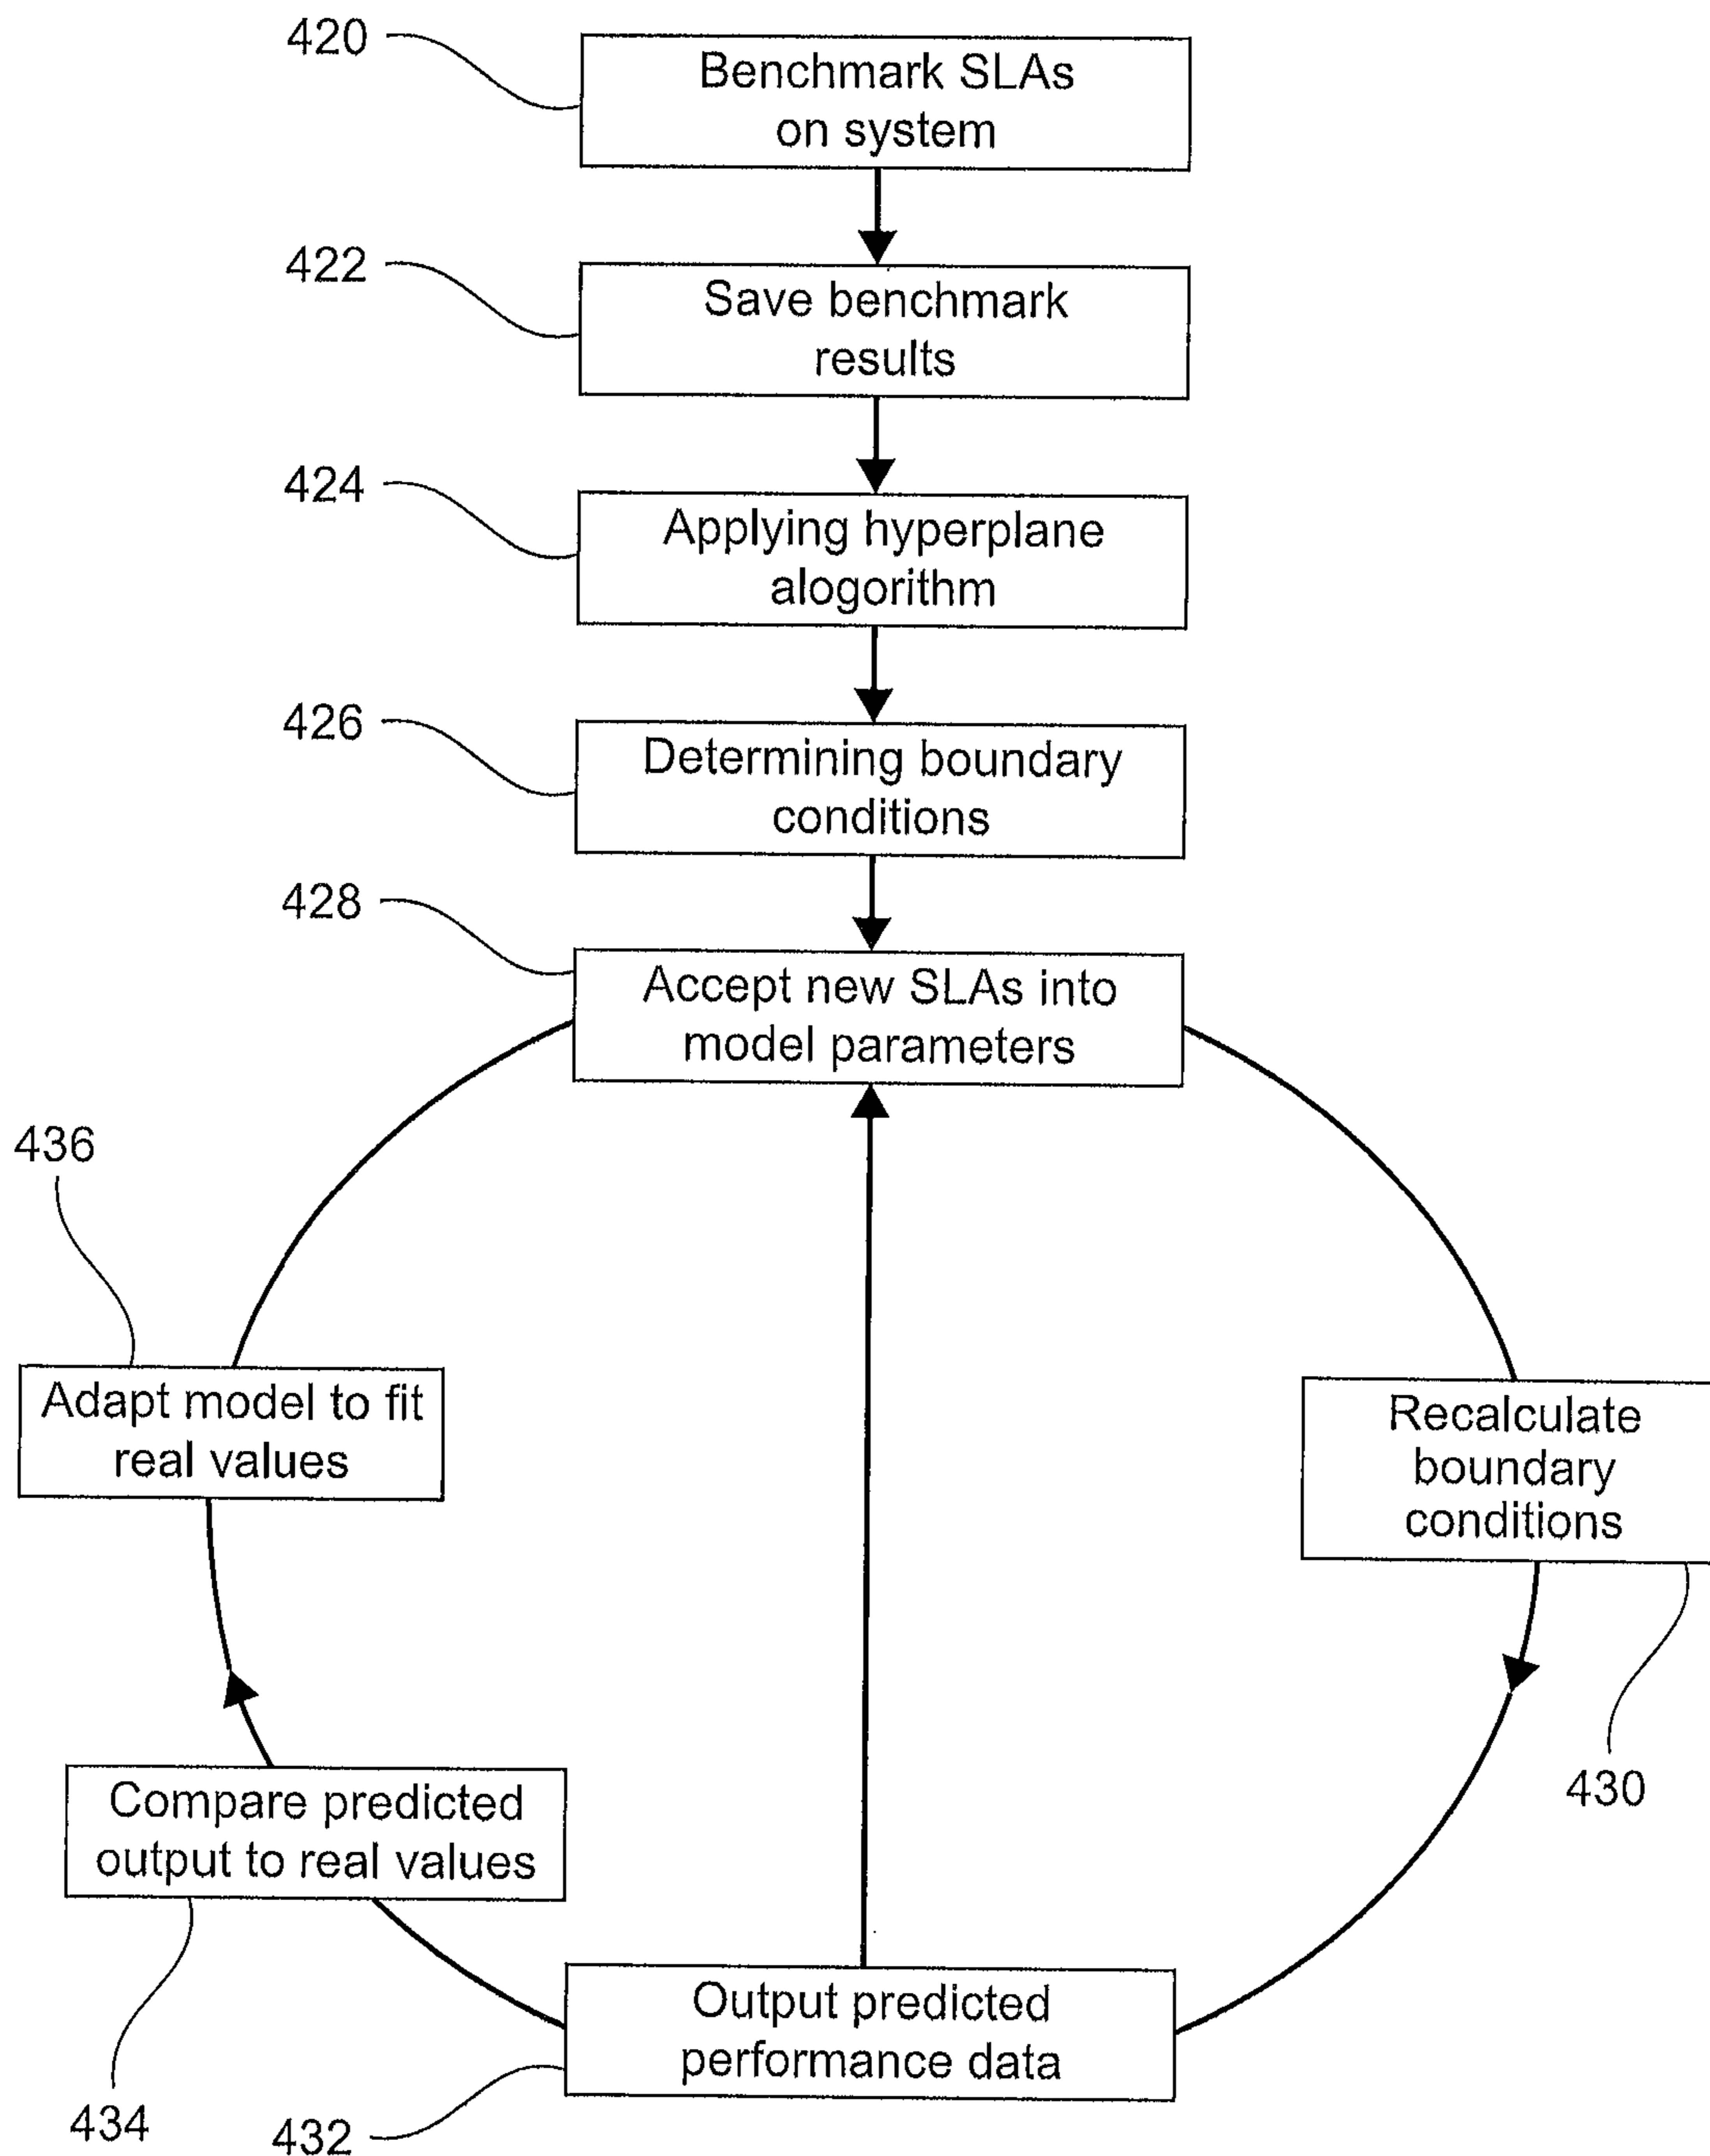 420
Benchmark SLAs
on system
422
Save benchmark
results
424
Applying hyperplane
alogorithm
426
Determining boundary
conditions
428
Accept new SLAs into
model parameters
436
Adapt model to fit
real values
Recalculate
boundary
conditions
430
Compare predicted
output to real values
434
Output predicted
performance data
432